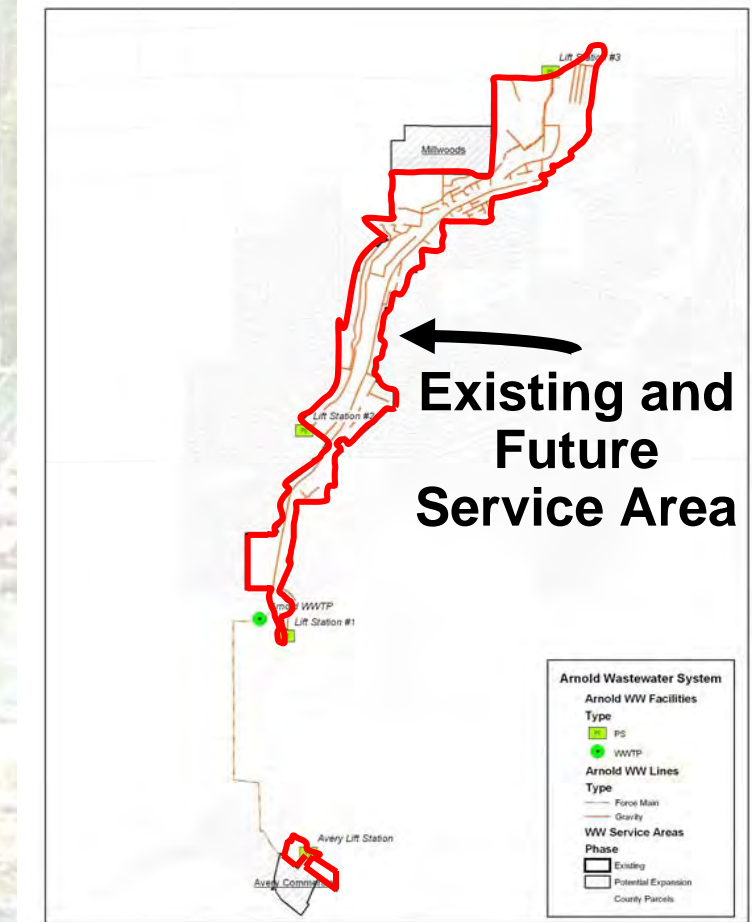 Lift Station #3
Millwoods
Existing and
Future
Service Area
Lift Station #2
Arnold WWTP
Lift Station #1
Arnold Wastewater System
Arnold WW Facilities
Type
PS
WWTP
Arnold WW Lines
Type
Force Main
Gravity
WW Service Areas
Phase
Existing
Potential Expansion
County Parcels
Avery Lift Station
Avery